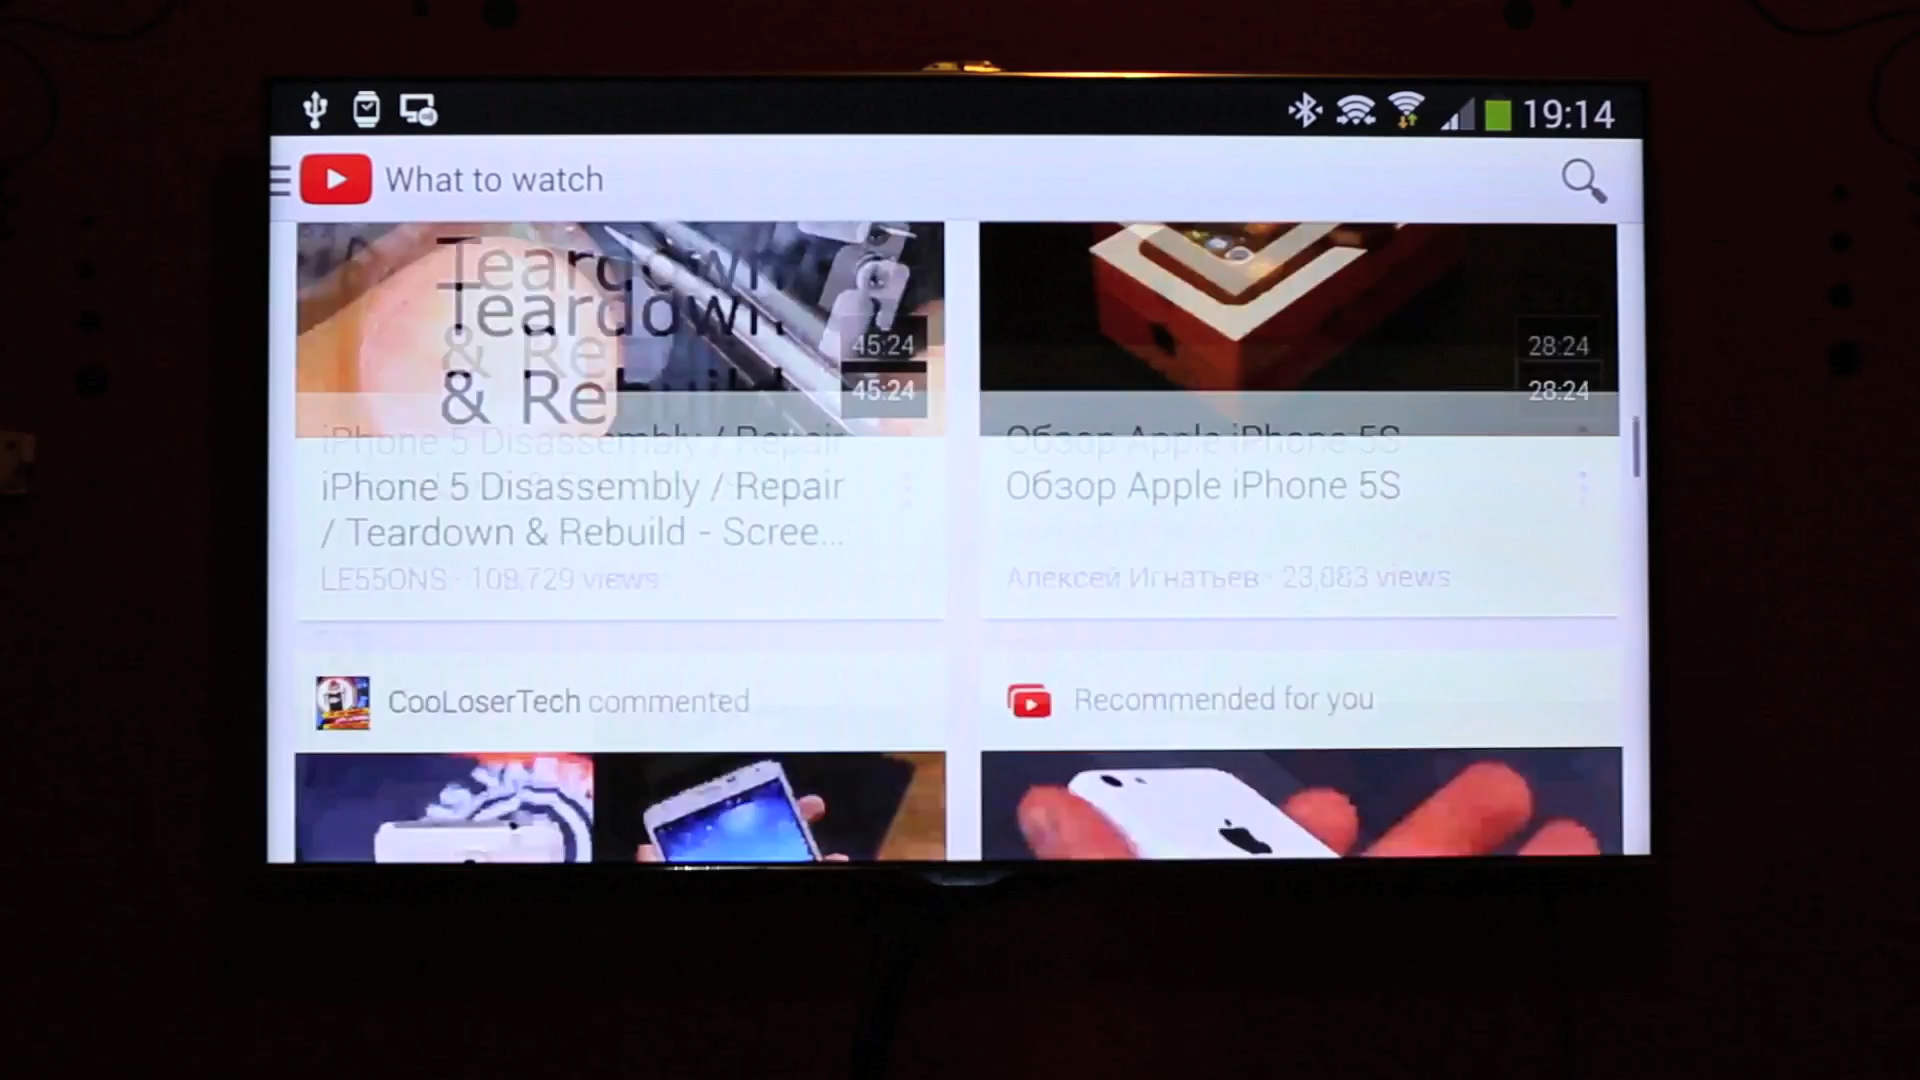 19:14
What to watch
Teardown
& Re
45:24
28:24
iPhone 5 Disassembly / Repair
/ Teardown & Rebuild - Scree...
LE55ONS · 108,729 views
Обзор Apple iPhone 5S
Алексей Игнатьев · 23,083 views
CooLoserTech commented
Recommended for you